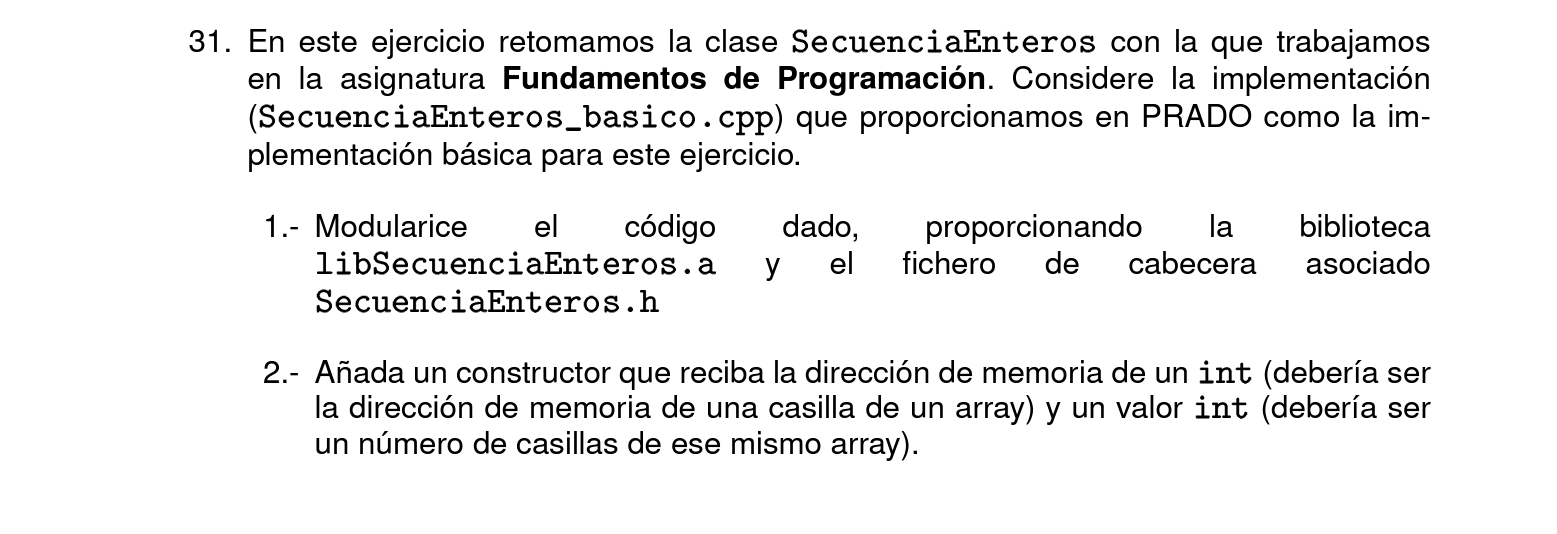 31. En este ejercicio retomamos la clase SecuenciaEnteros con la que trabajamos
en la asignatura Fundamentos de Programación. Considere la implementación
(SecuenciaEnteros_basico.cpp) que proporcionamos en PRADO como la im-
plementación básica para este ejercicio.
1.- Modularice el código dado, proporcionando la biblioteca
libSecuenciaEnteros.a y el fichero de cabecera asociado
SecuenciaEnteros.h
2.- Añada un constructor que reciba la dirección de memoria de un int (debería ser
la dirección de memoria de una casilla de un array) y un valor int (debería ser
un número de casillas de ese mismo array).